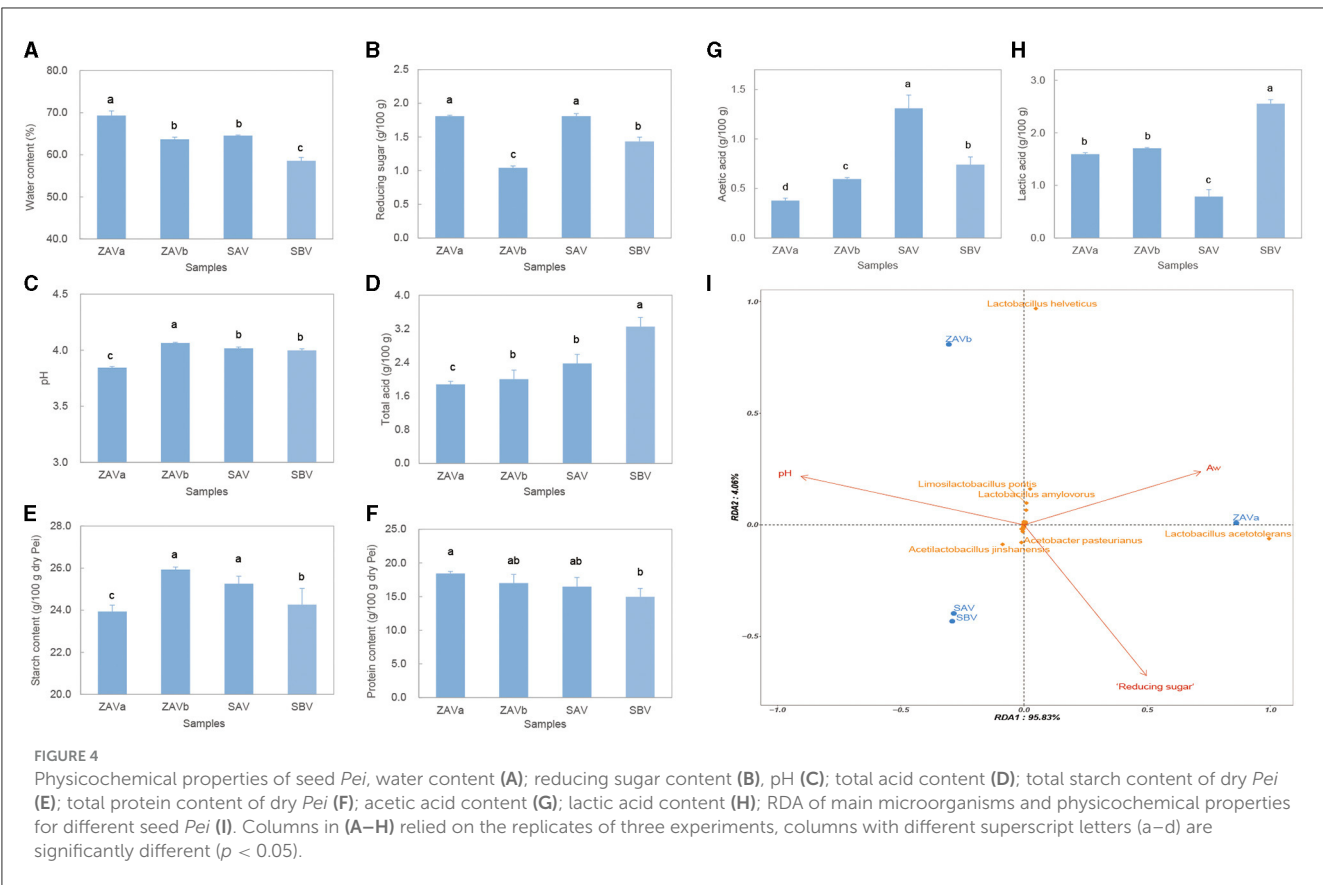 A
80.0
70.0
60.0
50.0
40.0
Water content (%)
a
b
b
c
ZAVa
ZAVb
SAV
SBV
Samples
B
2.5
2.0
1.5
1.0
0.5
0.0
Reducing sugar (g/100 g)
a
c
a
b
ZAVa
ZAVb
SAV
SBV
Samples
G
1.5
1.0
0.5
0.0
Acetic acid (g/100 g)
d
c
a
b
ZAVa
ZAVb
SAV
SBV
Samples
H
3.0
2.0
1.0
0.0
Lactic acid (g/100 g)
b
b
c
a
ZAVa
ZAVb
SAV
SBV
Samples
C
4.5
4.0
3.5
3.0
pH
c
a
b
b
ZAVa
ZAVb
SAV
SBV
Samples
D
4.0
3.2
2.4
1.6
0.8
0.0
Total acid (g/100 g)
c
b
b
a
ZAVa
ZAVb
SAV
SBV
Samples
E
28.0
26.0
24.0
22.0
20.0
Starch content (g/100 g dry Pei)
c
a
a
b
ZAVa
ZAVb
SAV
SBV
Samples
F
25.0
20.0
15.0
10.0
5.0
0.0
Protein content (g/100 g dry Pei)
a
ab
ab
b
ZAVa
ZAVb
SAV
SBV
Samples
I
1.0
0.5
0.0
−0.5
RDA2 : 4.06%
Lactobacillus helveticus
ZAVb
pH
Aw
Limosilactobacillus pontis
Lactobacillus amylovorus
ZAVa
Lactobacillus acetotolerans
Acetobacter pasteurianus
Acetilactobacillus jinshanensis
SAV
SBV
'Reducing sugar'
−1.0
−0.5
0.0
0.5
1.0
RDA1 : 95.83%
FIGURE 4
Physicochemical properties of seed Pei, water content (A); reducing sugar content (B), pH (C); total acid content (D); total starch content of dry Pei
(E); total protein content of dry Pei (F); acetic acid content (G); lactic acid content (H); RDA of main microorganisms and physicochemical properties
for different seed Pei (I). Columns in (A–H) relied on the replicates of three experiments, columns with different superscript letters (a–d) are
significantly different (p < 0.05).